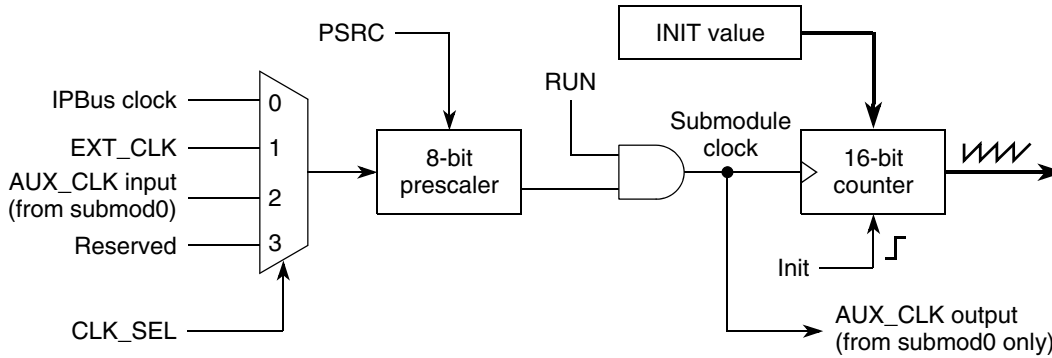 PSRC
INIT value
RUN
IPBus clock
0
EXT_CLK
1
AUX_CLK input
(from submod0)
2
Reserved
3
8-bit
prescaler
Submodule
clock
16-bit
counter
Init
CLK_SEL
AUX_CLK output
(from submod0 only)